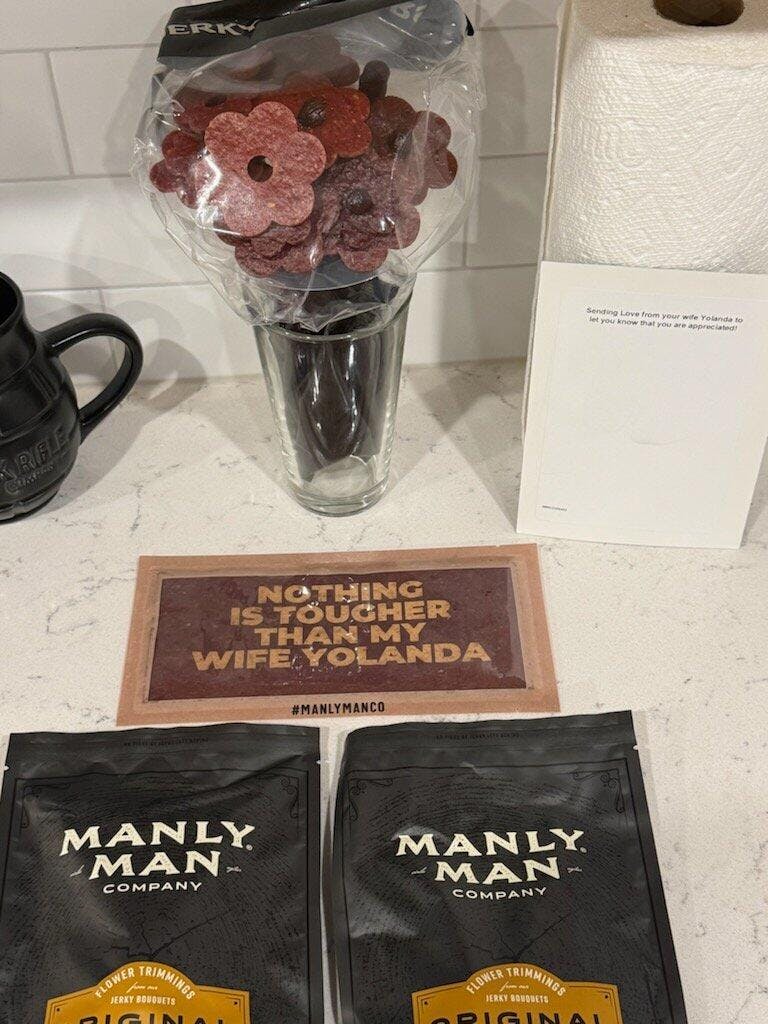 ERKY
Sending Love from your wife Yolanda to
let you know that you are appreciated!
NOTHING
IS TOUGHER
THAN MY
WIFE YOLANDA
#MANLYMANCO
MANLY
MAN
COMPANY
FLOWER TRIMMINGS
from our
JERKY BOUQUETS
ORIGINAL
MANLY
MAN
COMPANY
FLOWER TRIMMINGS
from our
JERKY BOUQUETS
ORIGINAL